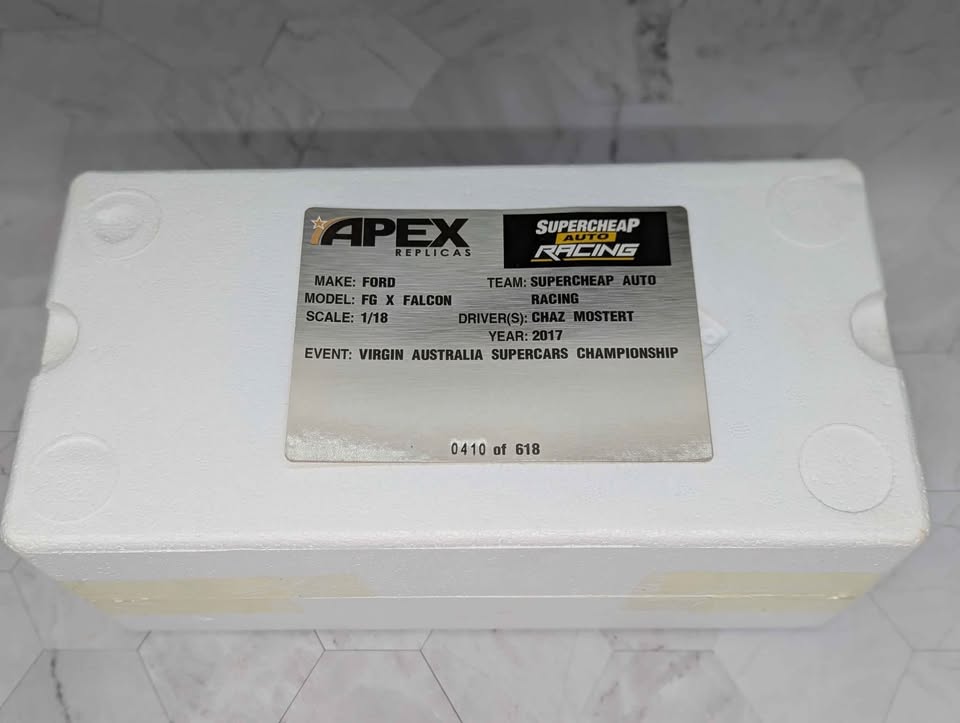 APEX
REPLICAS
SUPERCHEAP
AUTO
RACING
MAKE: FORD
MODEL: FG X FALCON
SCALE: 1/18
TEAM: SUPERCHEAP AUTO
RACING
DRIVER(S): CHAZ MOSTERT
YEAR: 2017
EVENT: VIRGIN AUSTRALIA SUPERCARS CHAMPIONSHIP
0410 of 618